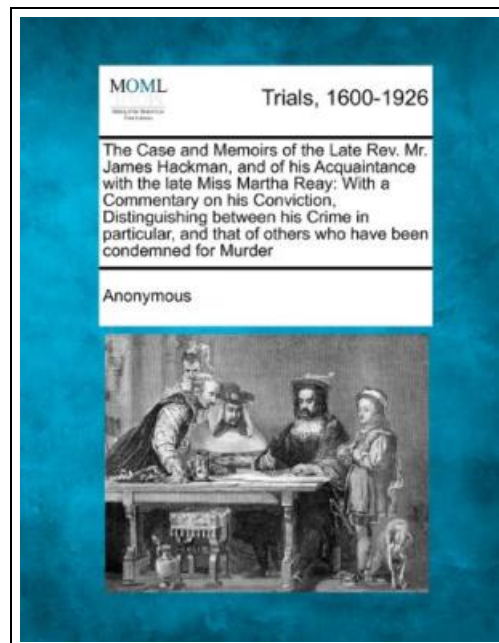 MOML
Trials, 1600-1926
The Case and Memoirs of the Late Rev. Mr.
James Hackman, and of his Acquaintance
with the late Miss Martha Reay: With a
Commentary on his Conviction,
Distinguishing between his Crime in
particular, and that of others who have been
condemned for Murder
Anonymous